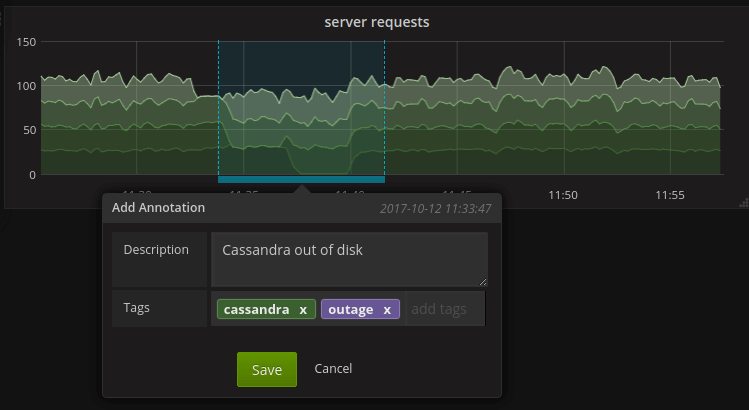 server requests
150
100
50
0
11:30 11:35 11:40 11:45 11:50 11:55
Add Annotation 2017-10-12 11:33:47
Description Cassandra out of disk
Tags cassandra x outage x add tags
Save Cancel